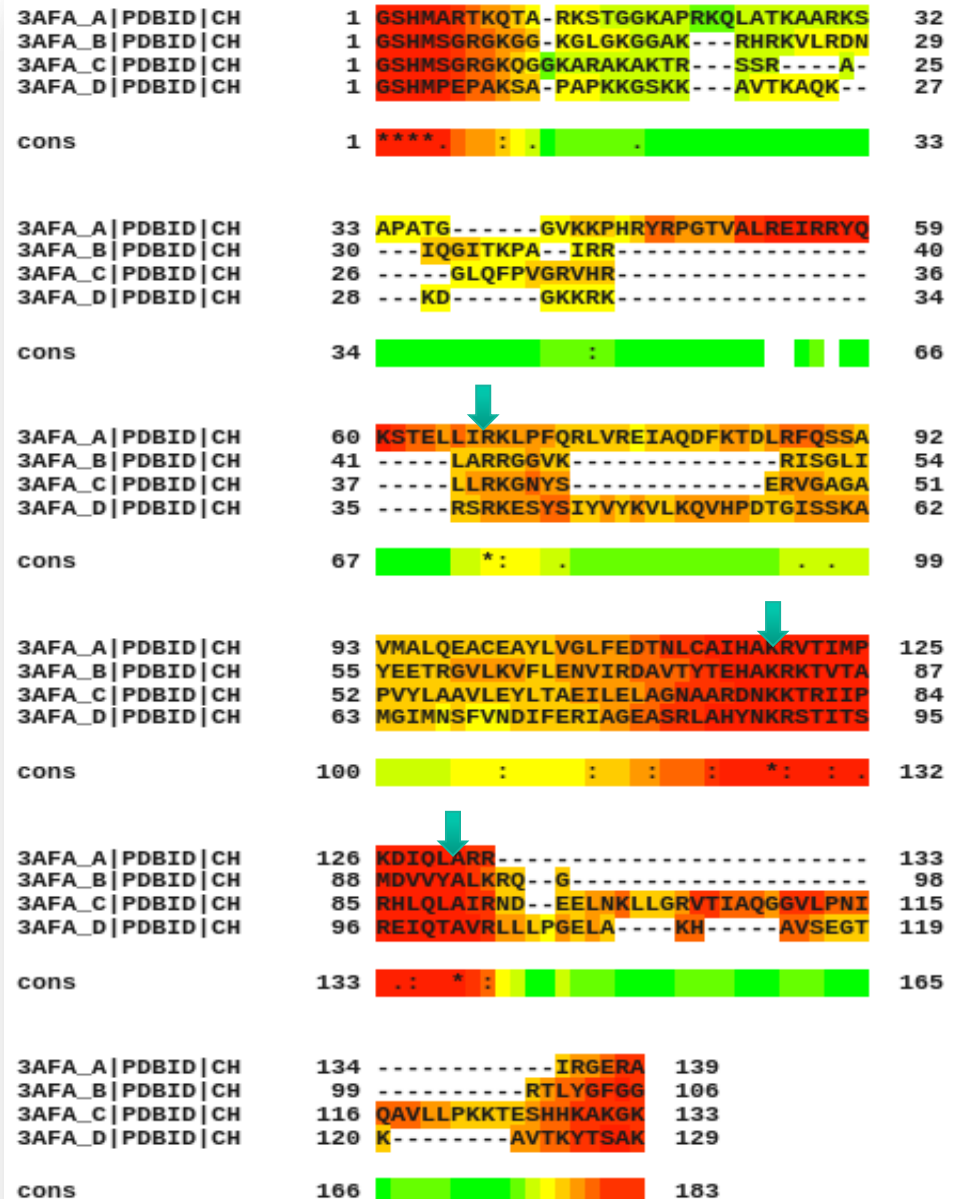 3AFA_A|PDBID|CH 1 GSHMARTKQTA-RKSTGGKAPRKQLATKAARKS 32
3AFA_B|PDBID|CH 1 GSHMSGRGKGG-KGLGKGGAK---RHRKVLRDN 29
3AFA_C|PDBID|CH 1 GSHMSGRGKQGGKARAKAKTR---SSR----A- 25
3AFA_D|PDBID|CH 1 GSHMPEPAKSA-PAPKKGSKK---AVTKAQK-- 27
cons 1 ****. : . . 33
3AFA_A|PDBID|CH 33 APATG------GVKKPHRYRPGTVALREIRRYQ 59
3AFA_B|PDBID|CH 30 ---IQGITKPA--IRR----------------- 40
3AFA_C|PDBID|CH 26 -----GLQFPVGRVHR----------------- 36
3AFA_D|PDBID|CH 28 ---KD------GKKRK----------------- 34
cons 34 : 66
3AFA_A|PDBID|CH 60 KSTELLIRKLPFQRLVREIAQDFKTDLRFQSSA 92
3AFA_B|PDBID|CH 41 -----LARRGGVK--------------RISGLI 54
3AFA_C|PDBID|CH 37 -----LLRKGNYS-------------ERVGAGA 51
3AFA_D|PDBID|CH 35 -----RSRKESYSIYVYKVLKQVHPDTGISSKA 62
cons 67 *: . . . 99
3AFA_A|PDBID|CH 93 VMALQEACEAYLVGLFEDTNLCAIHAKRVTIMP 125
3AFA_B|PDBID|CH 55 YEETRGVLKVFLENVIRDAVTYTEHAKRKTVTA 87
3AFA_C|PDBID|CH 52 PVYLAAVLEYLTAEILELAGNAARDNKKTRIIP 84
3AFA_D|PDBID|CH 63 MGIMNSFVNDIFERIAGEASRLAHYNKRSTITS 95
cons 100 : : : : *: : . 132
3AFA_A|PDBID|CH 126 KDIQLARR------------------------- 133
3AFA_B|PDBID|CH 88 MDVVYALKRQ--G-------------------- 98
3AFA_C|PDBID|CH 85 RHLQLAIRND--EELNKLLGRVTIAQGGVLPNI 115
3AFA_D|PDBID|CH 96 REIQTAVRLLLPGELA----KH-----AVSEGT 119
cons 133 .: * : 165
3AFA_A|PDBID|CH 134 ------------IRGERA 139
3AFA_B|PDBID|CH 99 ----------RTLYGFGG 106
3AFA_C|PDBID|CH 116 QAVLLPKKTESHHKAKGK 133
3AFA_D|PDBID|CH 120 K--------AVTKYTSAK 129
cons 166 183